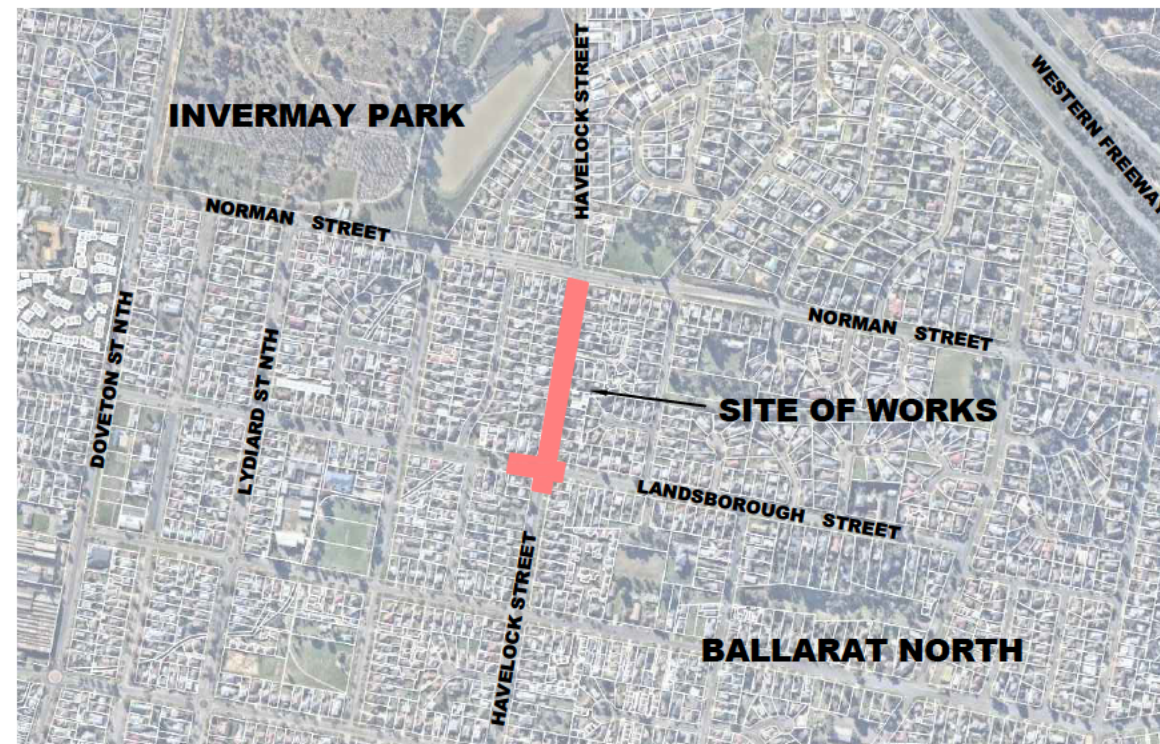 HAVELOCK STREET
WESTERN FREEWAY
INVERMAY PARK
NORMAN STREET
DOVETON ST NTH
LYDIARD ST NTH
NORMAN STREET
SITE OF WORKS
LANDSBOROUGH STREET
HAVELOCK STREET
BALLARAT NORTH